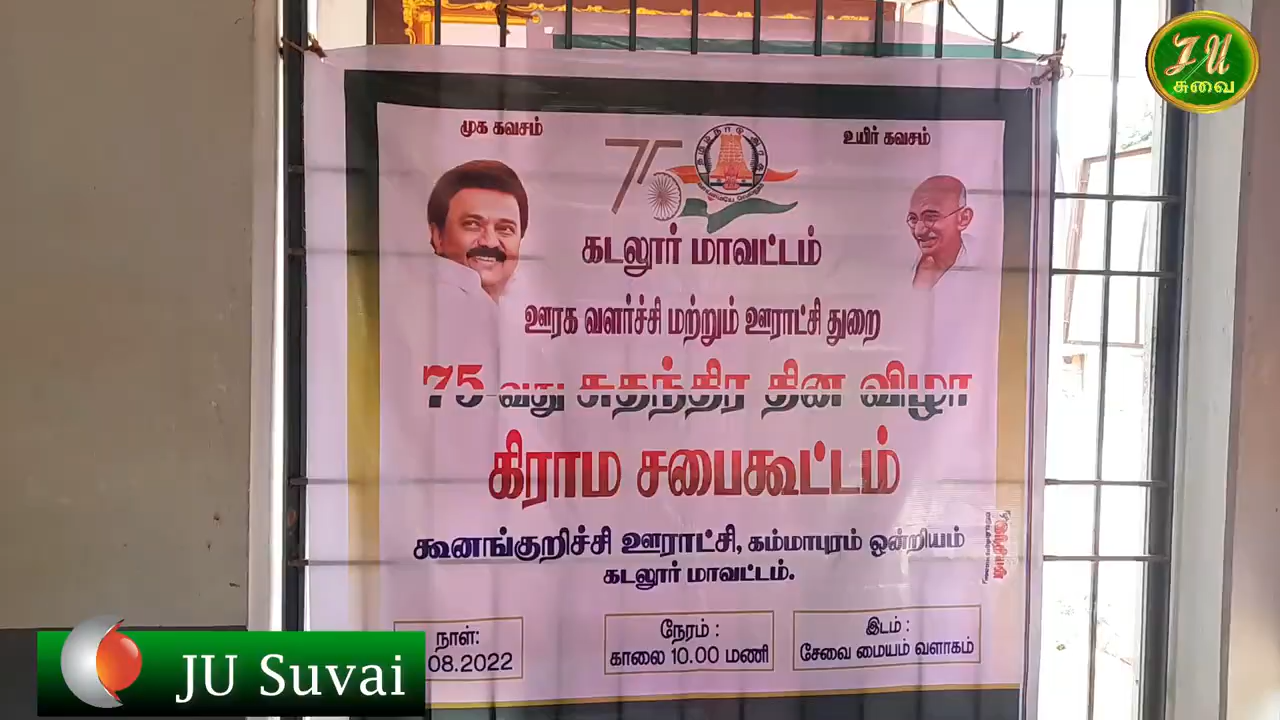 JU
சுவை
முக கவசம்
உயிர் கவசம்
75
கடலூர் மாவட்டம்
ஊரக வளர்ச்சி மற்றும் ஊராட்சி துறை
75-வது சுதந்திர தின விழா
கிராம சபைகூட்டம்
கூனங்குறிச்சி ஊராட்சி, கம்மாபுரம் ஒன்றியம்
கடலூர் மாவட்டம்.
நாள்:
08.2022
நேரம் :
காலை 10.00 மணி
இடம் :
சேவை மையம் வளாகம்
JU Suvai